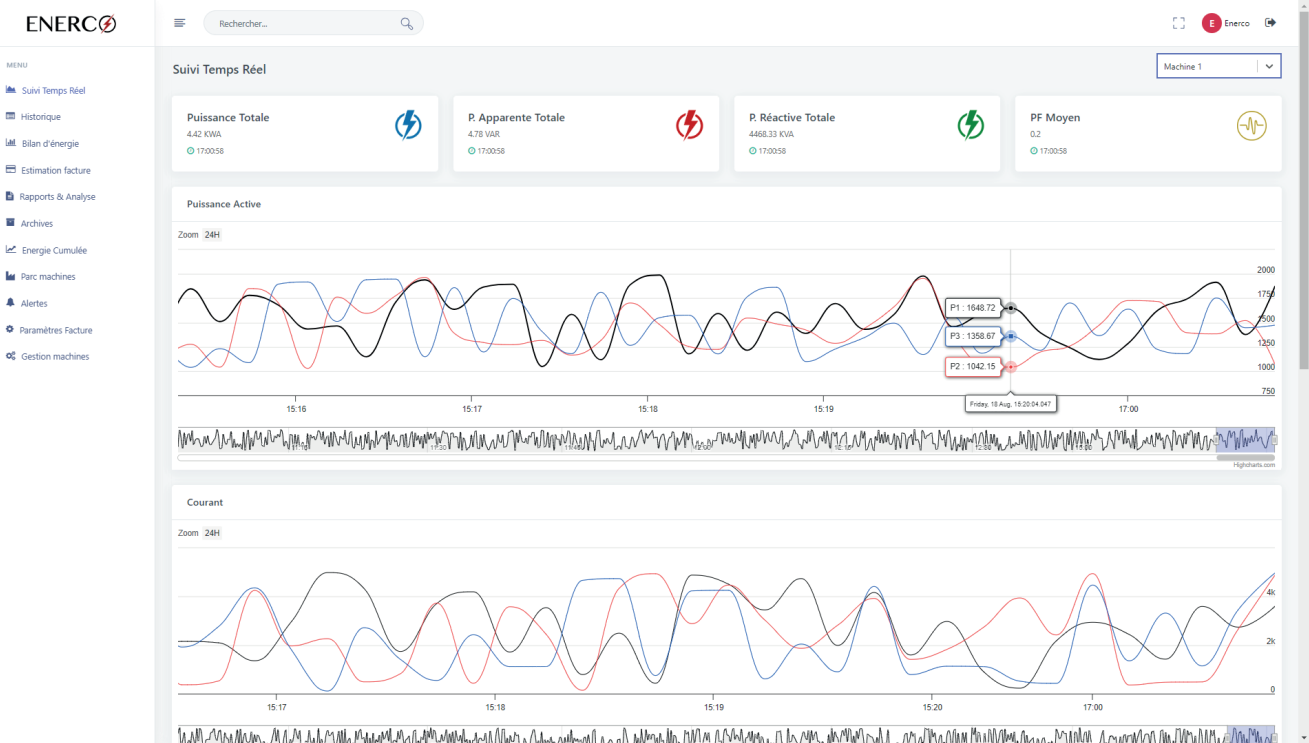 ENERCO
Rechercher...
E Enerco
MENU
Suivi Temps Réel
Historique
Bilan d'énergie
Estimation facture
Rapports & Analyse
Archives
Energie Cumulée
Parc machines
Alertes
Paramètres Facture
Gestion machines
Suivi Temps Réel
Machine 1
Puissance Totale
4.42 KWA
17:00:58
P. Apparente Totale
4.78 VAR
17:00:58
P. Réactive Totale
4468.33 KVA
17:00:58
PF Moyen
0.2
17:00:58
Puissance Active
Zoom 24H
2000
1750
1500
1250
1000
750
P1 : 1648.72
P3 : 1358.67
P2 : 1042.15
15:16 15:17 15:18 15:19 17:00
Friday, 18 Aug, 15:20:04.047
11:30 12:00
Highcharts.com
Courant
Zoom 24H
4k
2k
0
15:17 15:18 15:19 15:20 17:00